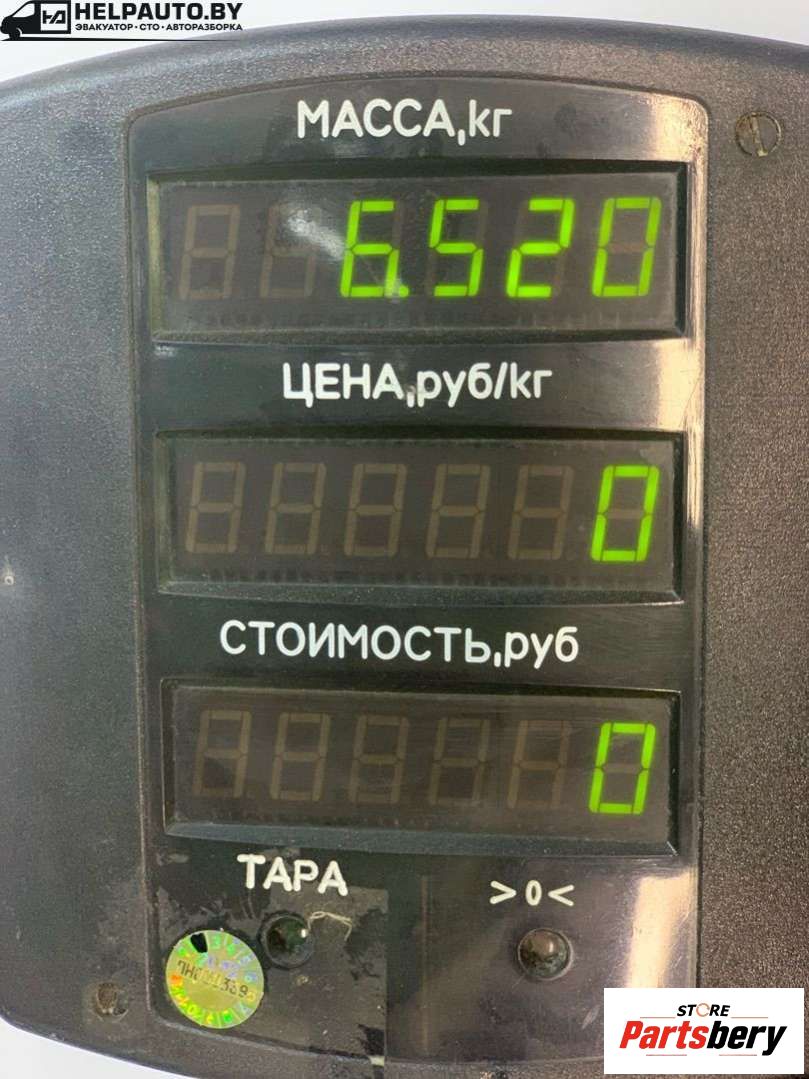 HELPAUTO.BY
ЭВАКУАТОР • СТО • АВТОРАЗБОРКА
МАССА,кг
6.520
ЦЕНА,руб/кг
0
СТОИМОСТЬ,руб
0
ТАРА
>0<
STORE
Partsbery